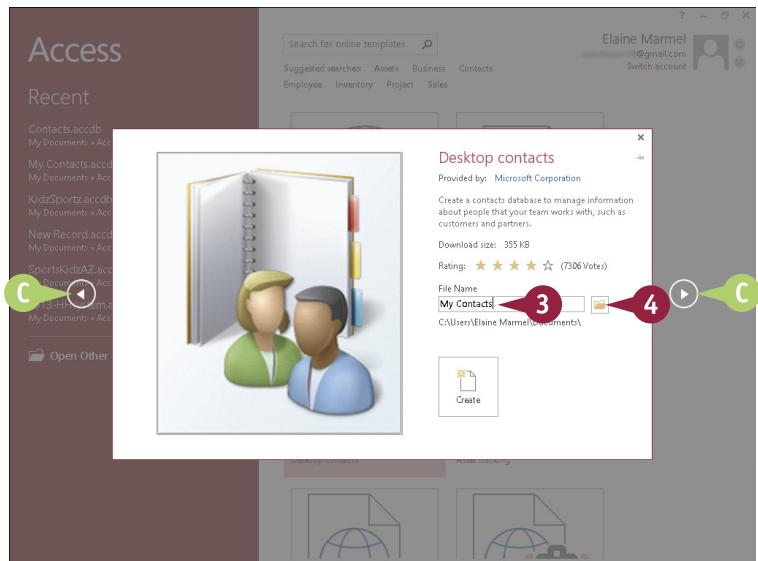 Access
Search for online templates
Suggested searches: Assets Business Contacts
Employee Inventory Project Sales
Elaine Marmel
@gmail.com
Switch account
Recent
Contacts.accdb
My Documents » Acc
My Contacts.accd
My Documents » Acc
KidzSportz.accdb
My Documents » Acc
New Record.accd
My Documents » Acc
SportsKidzAZ.acc
My Documents » Acc
My Documents » Acc
Open Other
Desktop contacts
Provided by: Microsoft Corporation
Create a contacts database to manage information
about people that your team works with, such as
customers and partners.
Download size: 355 KB
Rating: (7306 Votes)
File Name
My Contacts
3
4
C:\Users\Elaine Marmel\Documents\
Create
C
C
Desktop contacts
Asset tracking